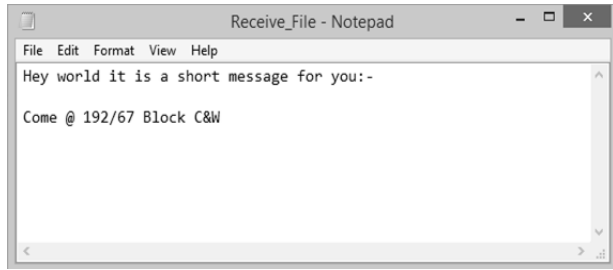 Receive_File - Notepad
File Edit Format View Help
Hey world it is a short message for you:-
Come @ 192/67 Block C&W